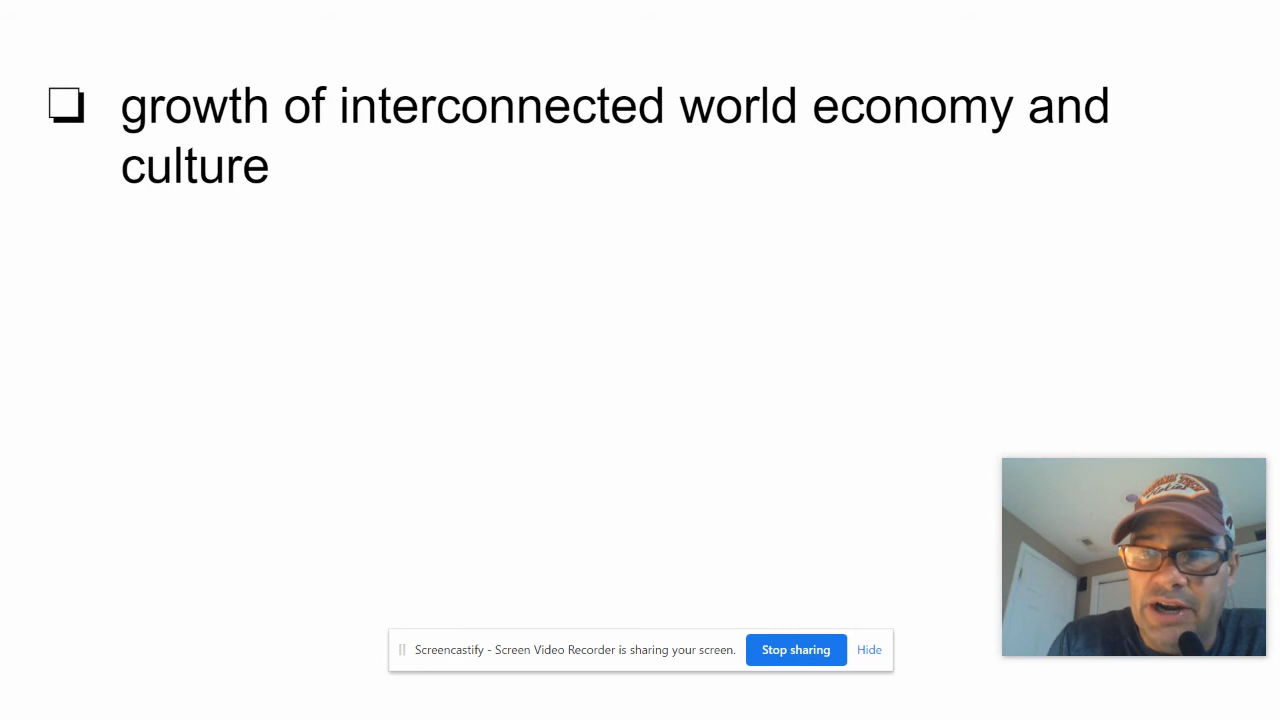 growth of interconnected world economy and
culture
Screencastify - Screen Video Recorder is sharing your screen.
Stop sharing
Hide